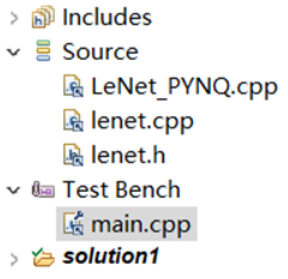 Includes
Source
LeNet_PYNQ.cpp
lenet.cpp
lenet.h
Test Bench
main.cpp
solution1